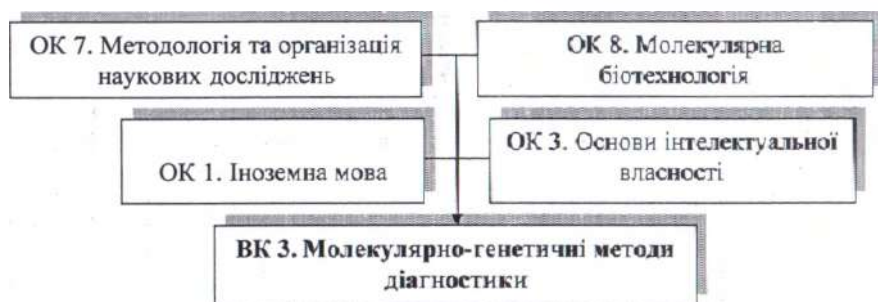 ОК 7. Методологія та організація
наукових досліджень
ОК 8. Молекулярна
біотехнологія
ОК 1. Іноземна мова
ОК 3. Основи інтелектуальної
власності
ВК 3. Молекулярно-генетичні методи
діагностики